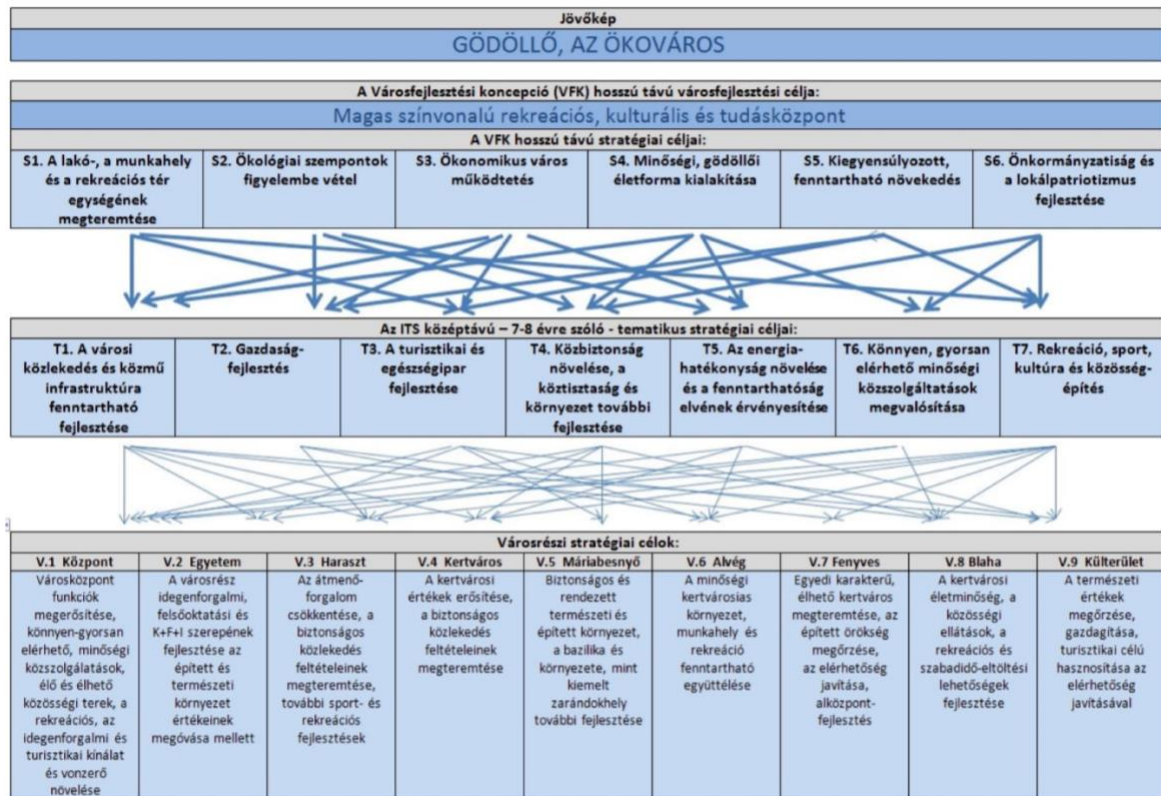 Jövőkép
GÖDÖLLŐ, AZ ÖKOVÁROS
A Városfejlesztési koncepció (VFK) hosszú távú városfejlesztési célja:
Magas színvonalú rekreációs, kulturális és tudásközpont
A VFK hosszú távú stratégiai céljai:
S1. A lakó-, a munkahely
és a rekreációs tér
egységének
megteremtése
S2. Ökológiai szempontok
figyelembe vétel
S3. Ökonomikus város
működtetés
S4. Minőségi, gödöllői
életforma kialakítása
S5. Kiegyensúlyozott,
fenntartható növekedés
S6. Önkormányzatiság és
a lokálpatriotizmus
fejlesztése
Az ITS középtávú – 7-8 évre szóló - tematikus stratégiai céljai:
T1. A városi
közlekedés és közmű
infrastruktúra
fenntartható
fejlesztése
T2. Gazdaság-
fejlesztés
T3. A turisztikai és
egészségipar
fejlesztése
T4. Közbiztonság
növelése, a
köztisztaság és
környezet további
fejlesztése
T5. Az energia-
hatékonyság növelése
és a fenntarthatóság
elvének érvényesítése
T6. Könnyen, gyorsan
elérhető minőségi
közszolgáltatások
megvalósítása
T7. Rekreáció, sport,
kultúra és közösség-
építés
Városrészi stratégiai célok:
V.1 Központ
Városközpont
funkciók
megerősítése,
könnyen-gyorsan
elérhető, minőségi
közszolgálatások,
élő és élhető
közösségi terek, a
rekreációs, az
idegenforgalmi és
turisztikai kínálat
és vonzerő
növelése
V.2 Egyetem
A városrész
idegenforgalmi,
felsőoktatási és
K+F+I szerepének
fejlesztése az
épített és
természeti
környezet
értékeinek
megóvása mellett
V.3 Haraszt
Az átmenő-
forgalom
csökkentése, a
biztonságos
közlekedés
feltételeinek
megteremtése,
további sport- és
rekreációs
fejlesztések
V.4 Kertváros
A kertvárosi
értékek erősítése,
a biztonságos
közlekedés
feltételeinek
megteremtése
V.5 Máriabesnyő
Biztonságos és
rendezett
természeti és
épített környezet,
a bazilika és
környezete, mint
kiemelt
zarándokhely
további fejlesztése
V.6 Alvég
A minőségi
kertvárosias
környezet,
munkahely és
rekreáció
fenntartható
együttélése
V.7 Fenyves
Egyedi karakterű,
élhető kertváros
megteremtése, az
épített örökség
megőrzése,
az elérhetőség
javítása,
alközpont-
fejlesztés
V.8 Blaha
A kertvárosi
életminőség, a
közösségi
ellátások, a
rekreációs és
szabadidő-eltöltési
lehetőségek
fejlesztése
V.9 Külterület
A természeti
értékek
megőrzése,
gazdagítása,
turisztikai célú
hasznosítása az
elérhetőség
javításával